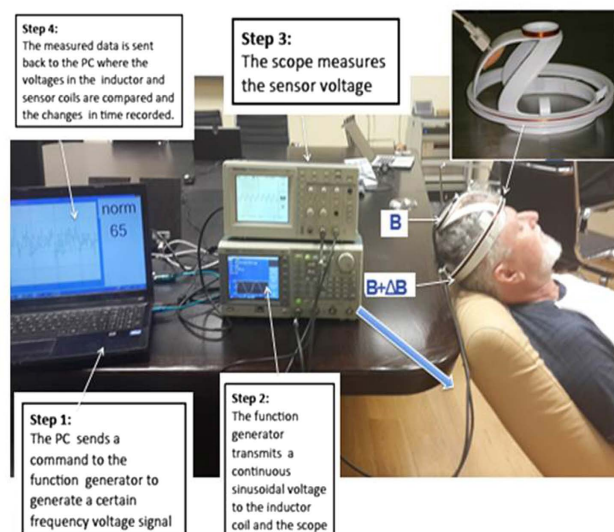 Step 4:
The measured data is sent
back to the PC where the
voltages in the inductor and
sensor coils are compared and
the changes in time recorded.
Step 3:
The scope measures
the sensor voltage
norm
65
B
B+ΔB
Step 1:
The PC sends a
command to the
function generator to
generate a certain
frequency voltage signal
Step 2:
The function
generator
transmits a
continuous
sinusoidal voltage
to the inductor
coil and the scope